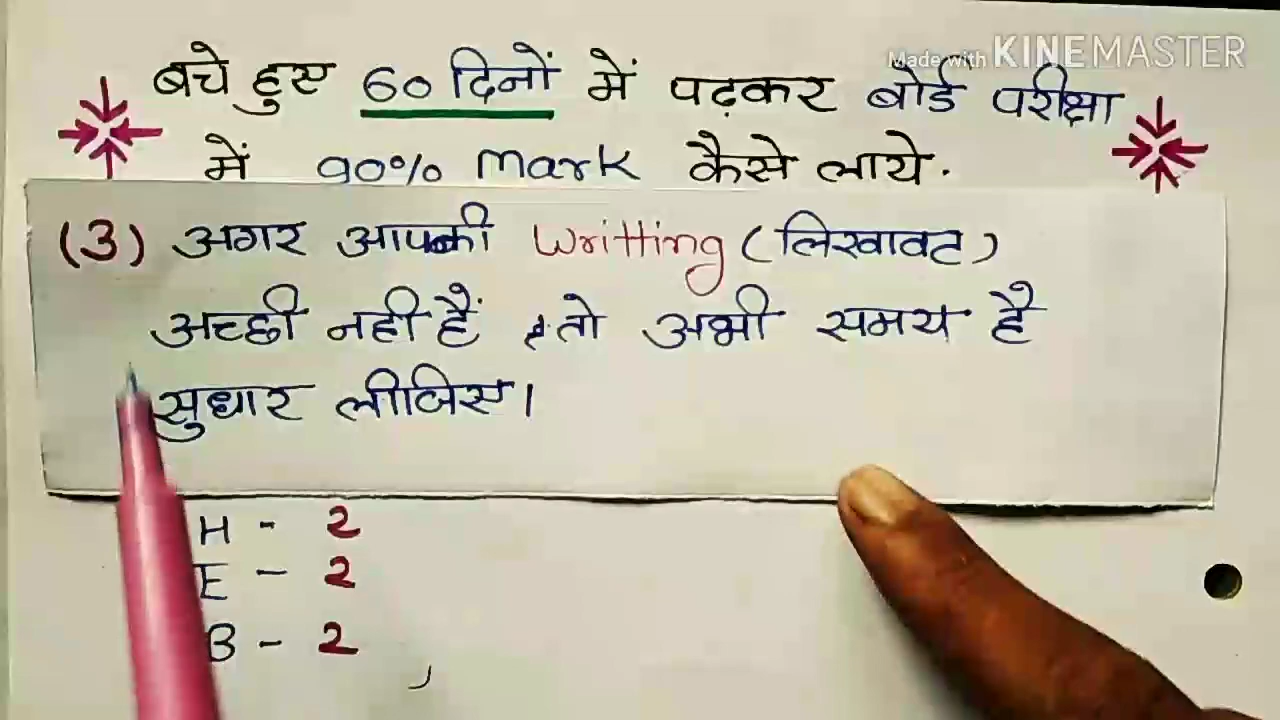 Made with KINEMASTER
बचे हुए 60 दिनों में पढ़कर बोर्ड परीक्षा
में 90% mark कैसे लाये.
(3) अगर आपकी Writting (लिखावट)
अच्छी नही हैं तो अभी समय है
सुधार लीजिए।
H - 2
E - 2
B - 2